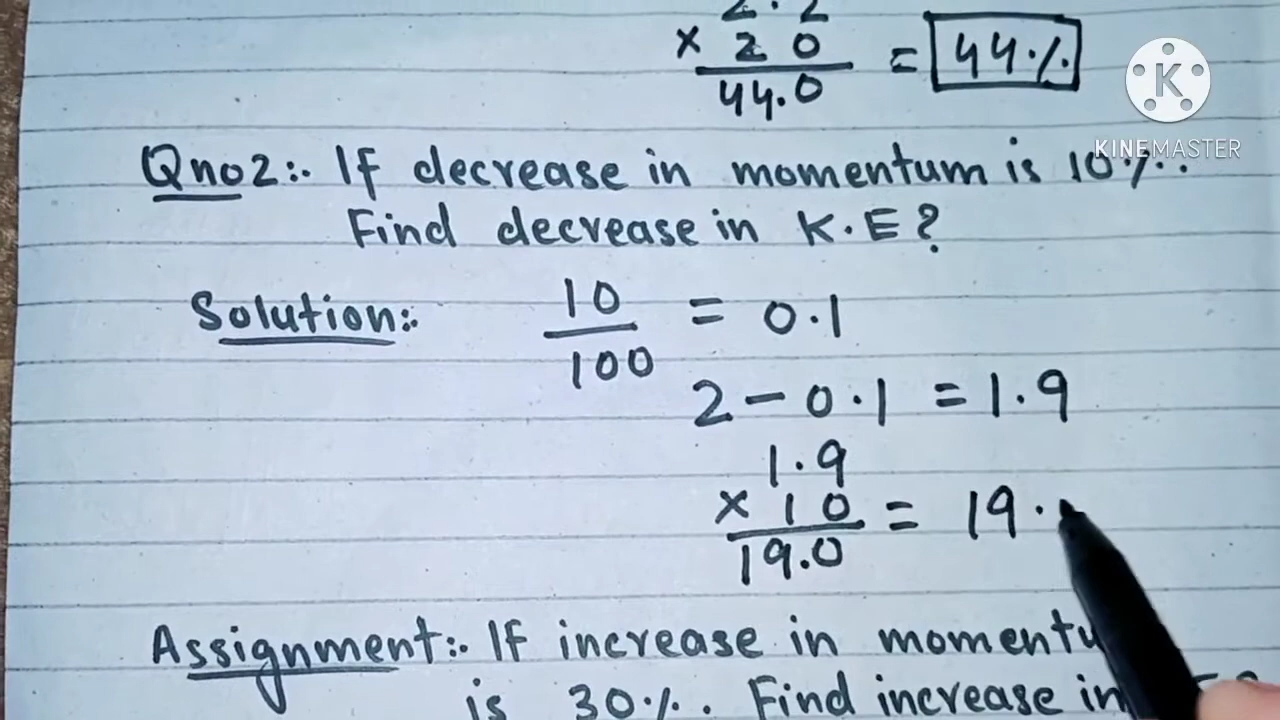 2.2
× 20 = 44%
44.0
K
KINEMASTER
Qno2:. If decrease in momentum is 10%.
Find decrease in K.E?
Solution:. 10/100 = 0.1
2 - 0.1 = 1.9
1.9
× 10 = 19.
19.0
Assignment:. If increase in
is 30%. Find increase in